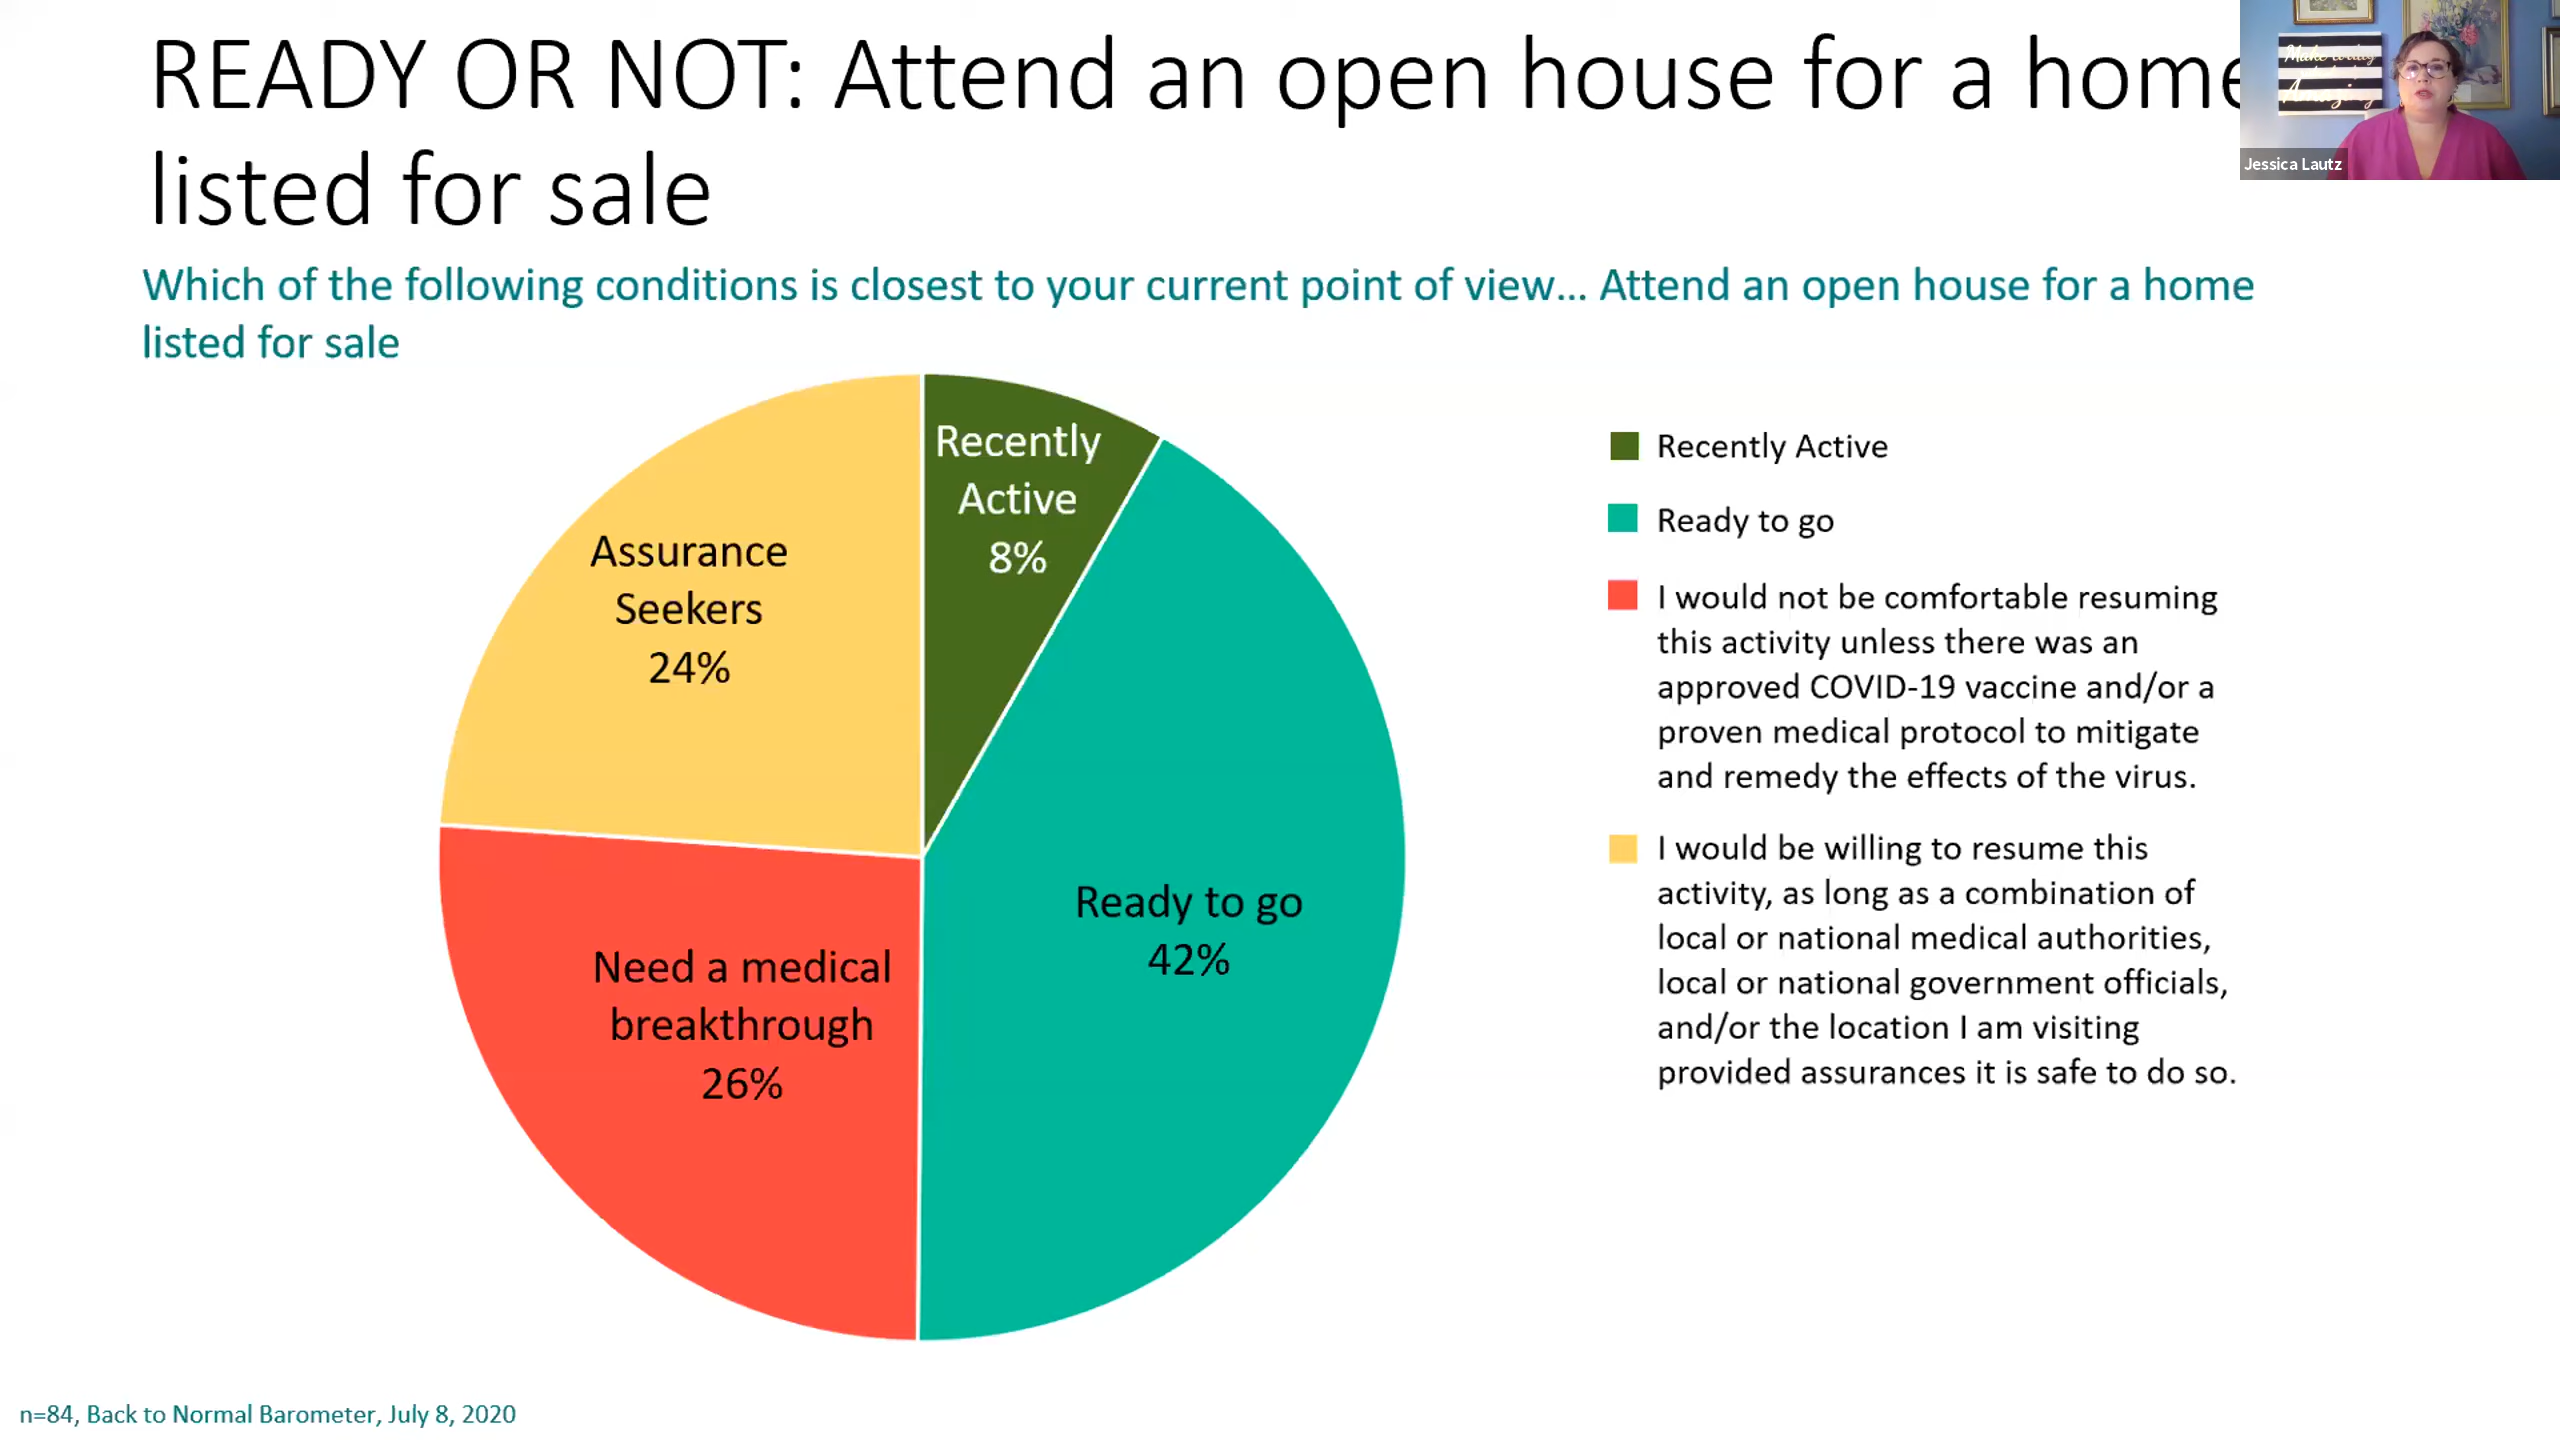 READY OR NOT: Attend an open house for a home
listed for sale
Make today
Amazing
Jessica Lautz
Which of the following conditions is closest to your current point of view... Attend an open house for a home
listed for sale
Recently
Active
8%
Assurance
Seekers
24%
Ready to go
42%
Need a medical
breakthrough
26%
Recently Active
Ready to go
I would not be comfortable resuming
this activity unless there was an
approved COVID-19 vaccine and/or a
proven medical protocol to mitigate
and remedy the effects of the virus.
I would be willing to resume this
activity, as long as a combination of
local or national medical authorities,
local or national government officials,
and/or the location I am visiting
provided assurances it is safe to do so.
n=84, Back to Normal Barometer, July 8, 2020